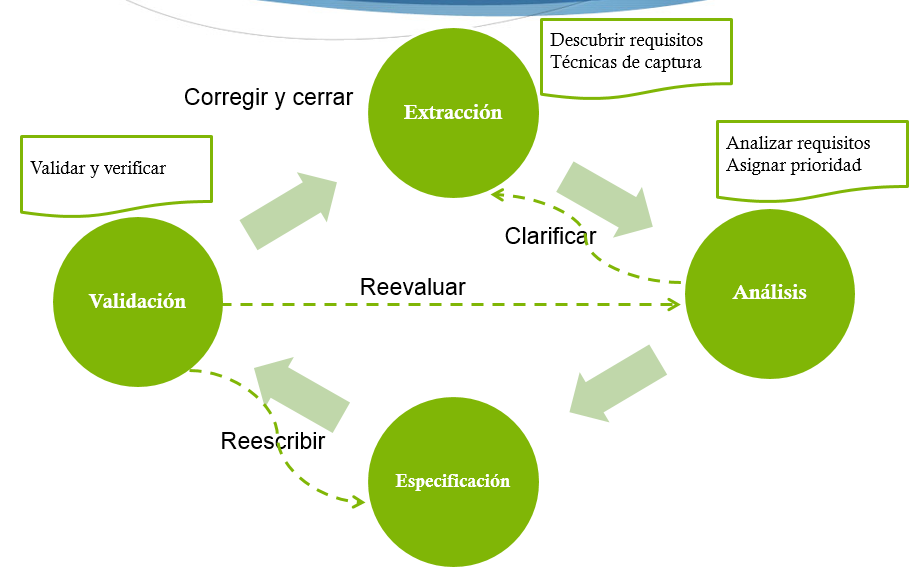 Descubrir requisitos
Técnicas de captura
Corregir y cerrar
Extracción
Analizar requisitos
Asignar prioridad
Validar y verificar
Clarificar
Reevaluar
Validación
Análisis
Reescribir
Especificación